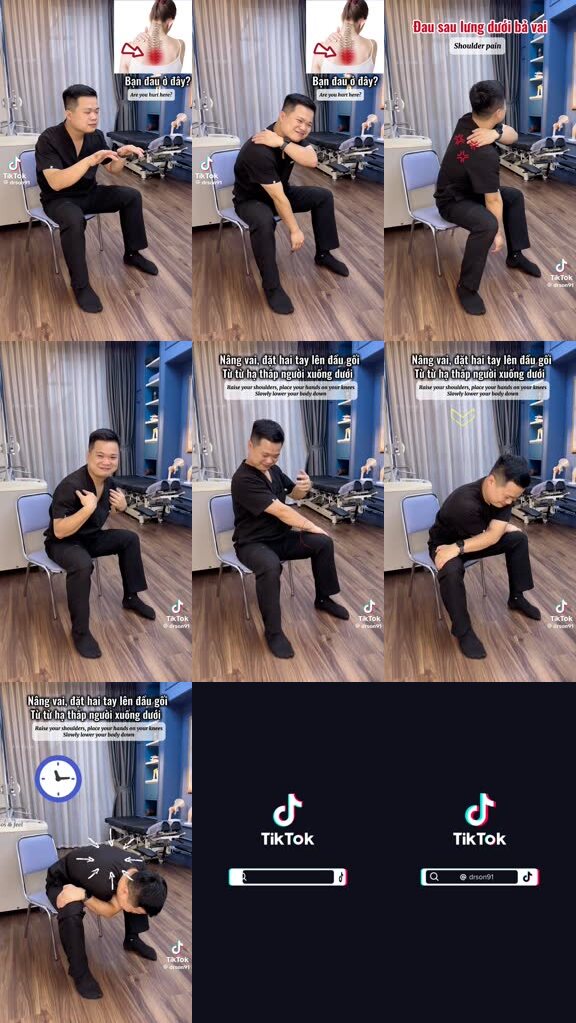 Bạn đau ở đây?
Are you hurt here?
TikTok
@ drson91
Bạn đau ở đây?
Are you hurt here?
TikTok
@ drson91
Đau sau lưng dưới bả vai
Shoulder pain
TikTok
@ drson91
TikTok
@ drson91
Nâng vai, đặt hai tay lên đầu gối
Từ từ hạ thấp người xuống dưới
Raise your shoulders, place your hands on your knees
Slowly lower your body down
TikTok
@ drson91
Nâng vai, đặt hai tay lên đầu gối
Từ từ hạ thấp người xuống dưới
Raise your shoulders, place your hands on your knees
Slowly lower your body down
TikTok
@ drson91
Nâng vai, đặt hai tay lên đầu gối
Từ từ hạ thấp người xuống dưới
Raise your shoulders, place your hands on your knees
Slowly lower your body down
& feel
TikTok
@ drson91
TikTok
TikTok
@ drson91